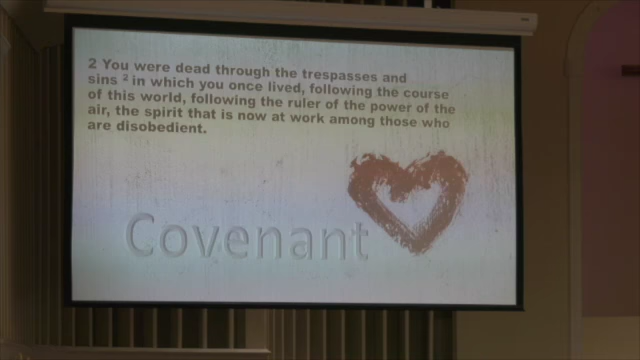 2 You were dead through the trespasses and
sins ² in which you once lived, following the course
of this world, following the ruler of the power of the
air, the spirit that is now at work among those who
are disobedient.
Covenant